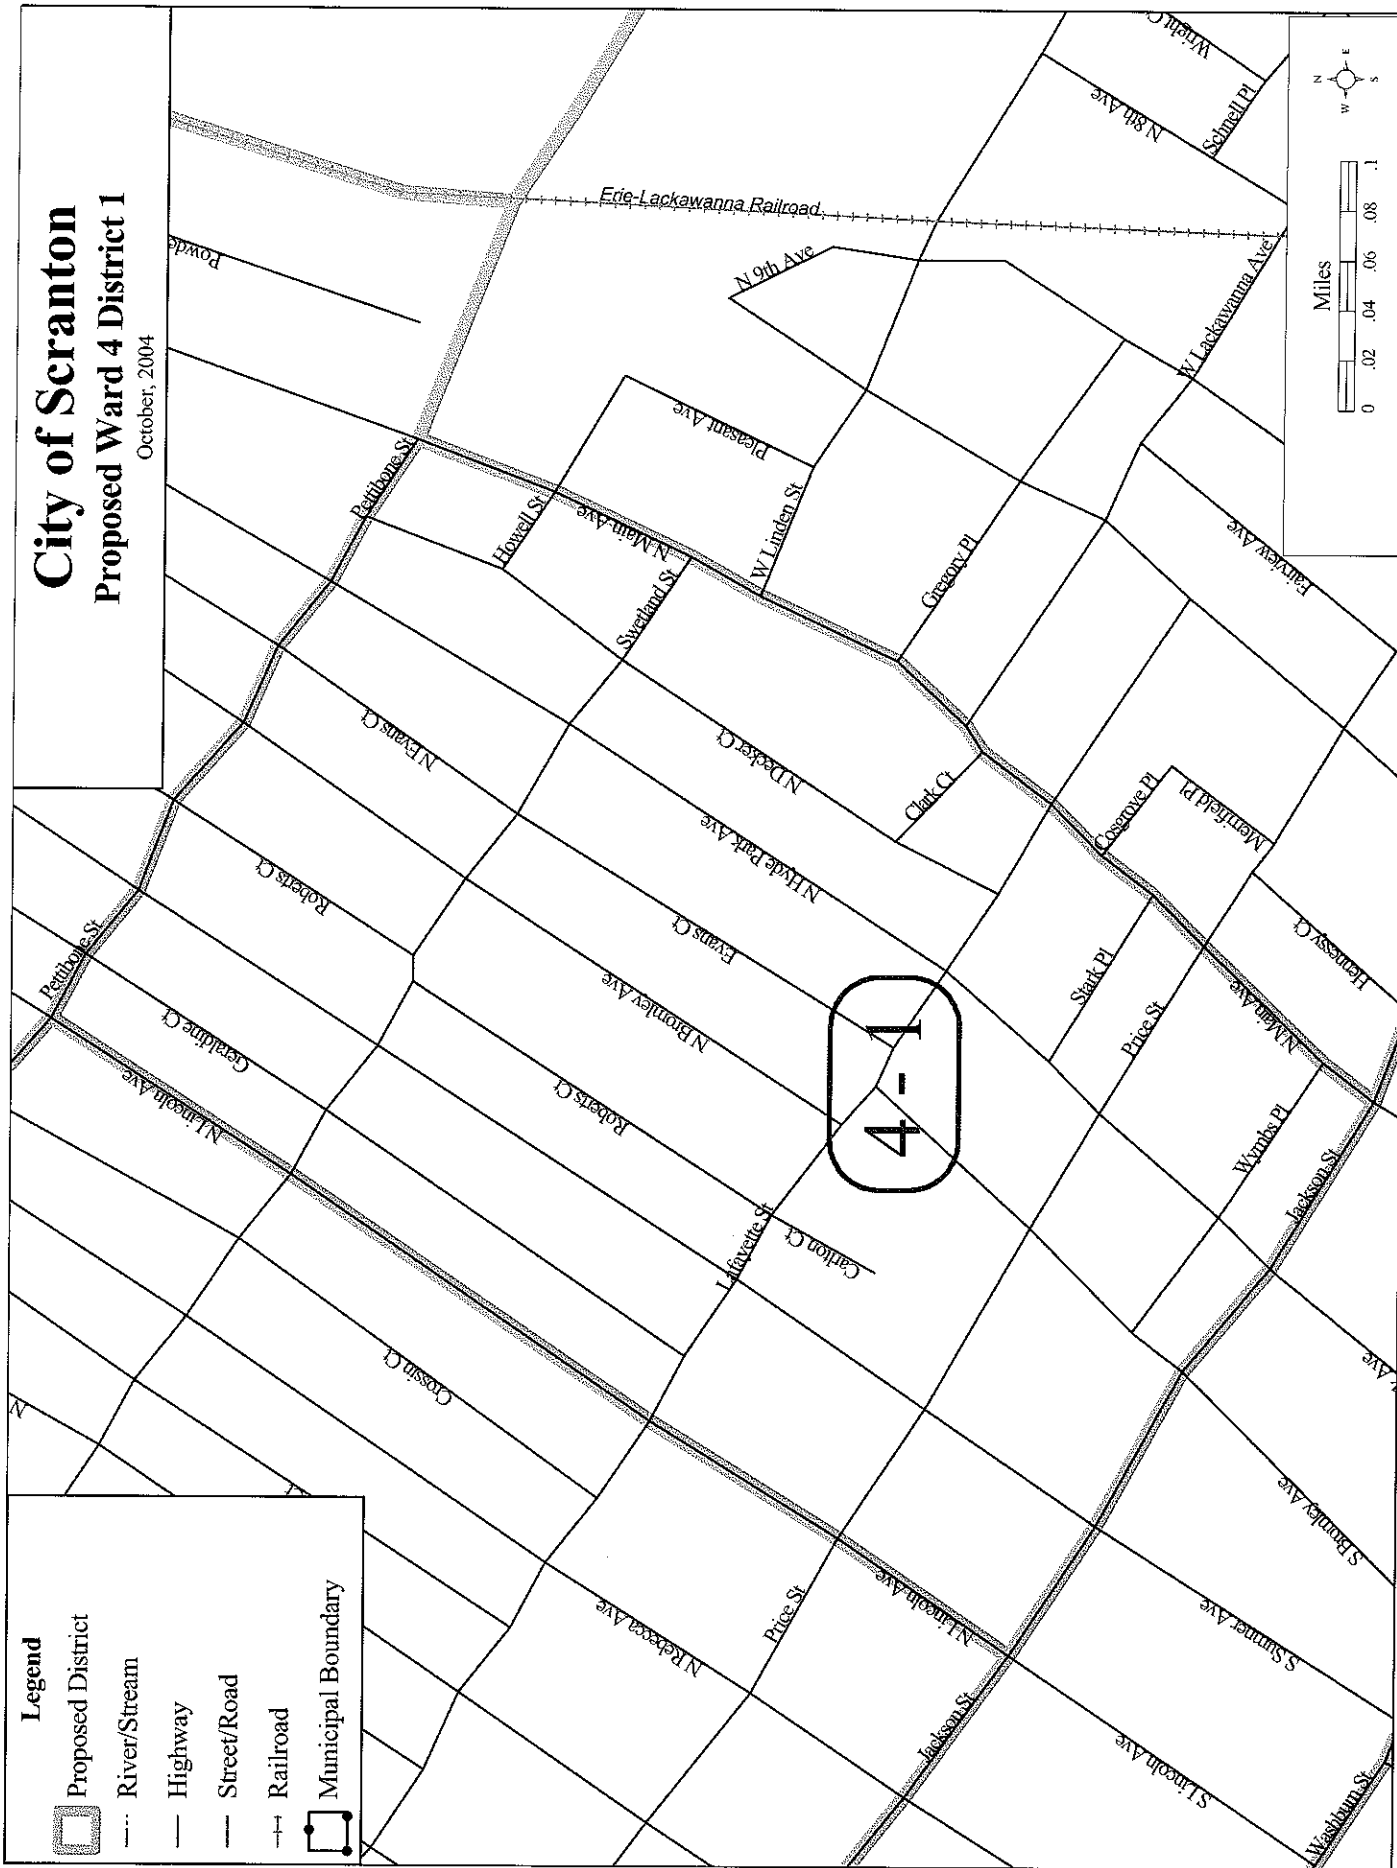 City of Scranton
Proposed Ward 4 District 1
October, 2004
Legend
Proposed District
River/Stream
Highway
Street/Road
Railroad
Municipal Boundary
Pettibone St
Pettibone St
Powde
Erie-Lackawanna Railroad
N 9th Ave
N 8th Ave
Wright C
Schnell Pl
W Lackawanna Ave
Pleasant Ave
Howell St
N Main Ave
Swetland St
W Linden St
Gregory Pl
Fairview Ave
N Evans Ct
N Decker Ct
Clark Ct
N Hyde Park Ave
Evans Ct
Roberts Ct
N Bromley Ave
Roberts Ct
Geraldine Ct
N Lincoln Ave
Crossin Ct
Lafayette St
Carlton Ct
4 - 1
Cosgrove Pl
Merrifield Pl
Stark Pl
Price St
Hennessy Ct
N Main Ave
Wymbs Pl
Jackson St
N
N Rebecca Ave
Price St
N Lincoln Ave
Jackson St
S Lincoln Ave
S Sumner Ave
S Bromley Ave
Ave
Washburn St
N
W
E
S
Miles
0 .02 .04 .06 .08 .1